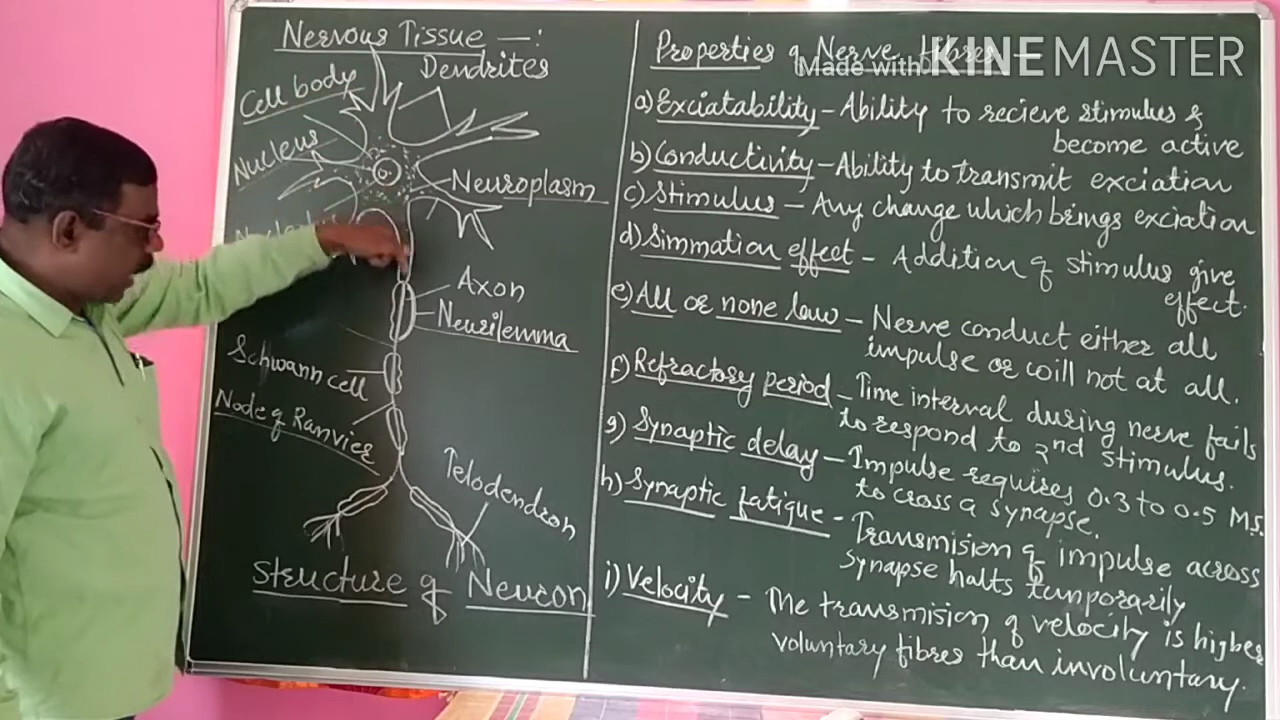 Nervous Tissue —:
Dendrites
Cell body
Nucleus
Neuroplasm
Axon
Neurilemma
Schwann cell
Node of Ranvier
Telodendron
Structure of Neuron
Properties of Nerve Fibres —
Made with KINEMASTER
a) Exciatability - Ability to recieve stimulus &
become active
b) Conductivity - Ability to transmit exciation
c) Stimulus - Any change which brings exciation
d) Simmation effect - Addition of stimulus give
effect.
e) All or none law - Nerve conduct either all
impulse or will not at all.
f) Refractory period - Time interval during nerve fails
to respond to 2nd stimulus.
g) Synaptic delay - Impulse requires 0.3 to 0.5 MS.
to cross a synapse.
h) Synaptic fatigue - Transmision of impulse across
synapse halts tunporarily
i) Velocity - The transmision of velocity is higher
voluntary fibres than involuntary.